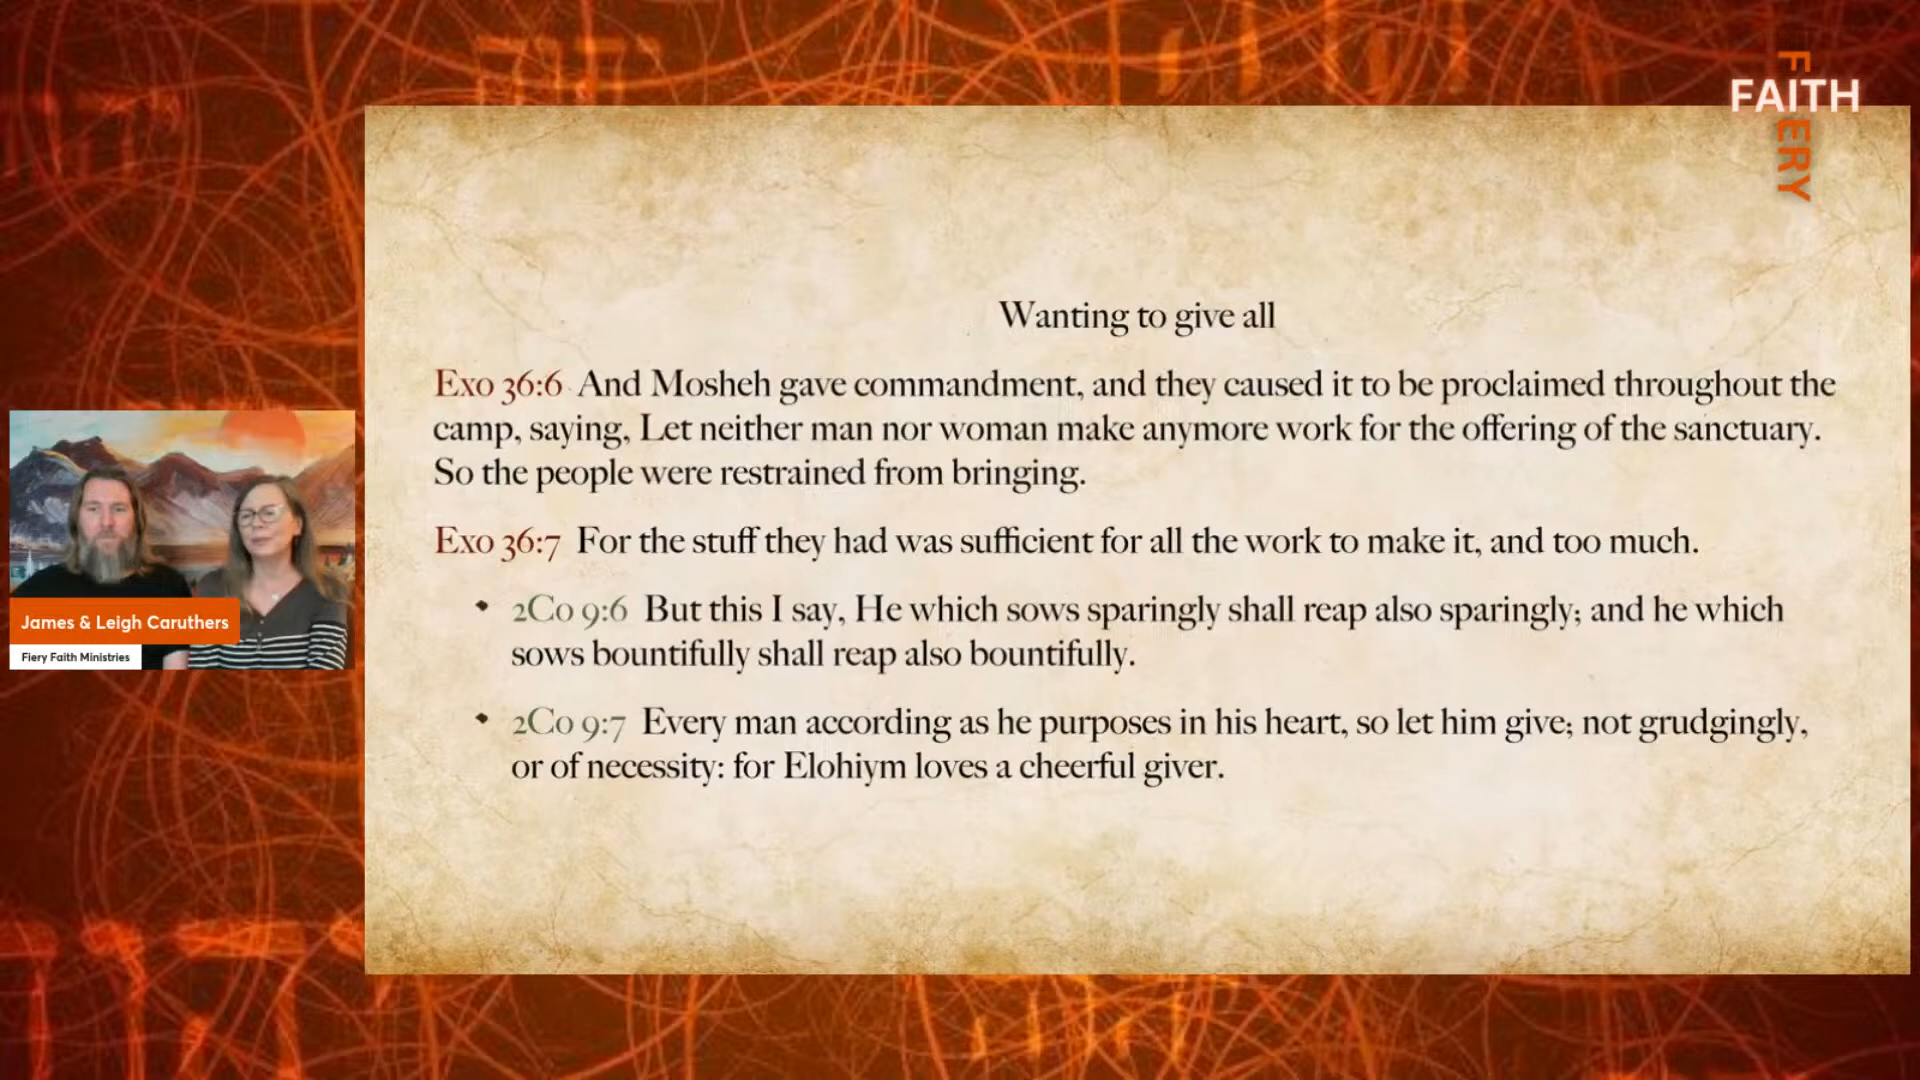 FIERY
FAITH
Wanting to give all
Exo 36:6 And Mosheh gave commandment, and they caused it to be proclaimed throughout the
camp, saying, Let neither man nor woman make anymore work for the offering of the sanctuary.
So the people were restrained from bringing.
Exo 36:7 For the stuff they had was sufficient for all the work to make it, and too much.
• 2Co 9:6 But this I say, He which sows sparingly shall reap also sparingly; and he which
sows bountifully shall reap also bountifully.
• 2Co 9:7 Every man according as he purposes in his heart, so let him give; not grudgingly,
or of necessity: for Elohiym loves a cheerful giver.
James & Leigh Caruthers
Fiery Faith Ministries